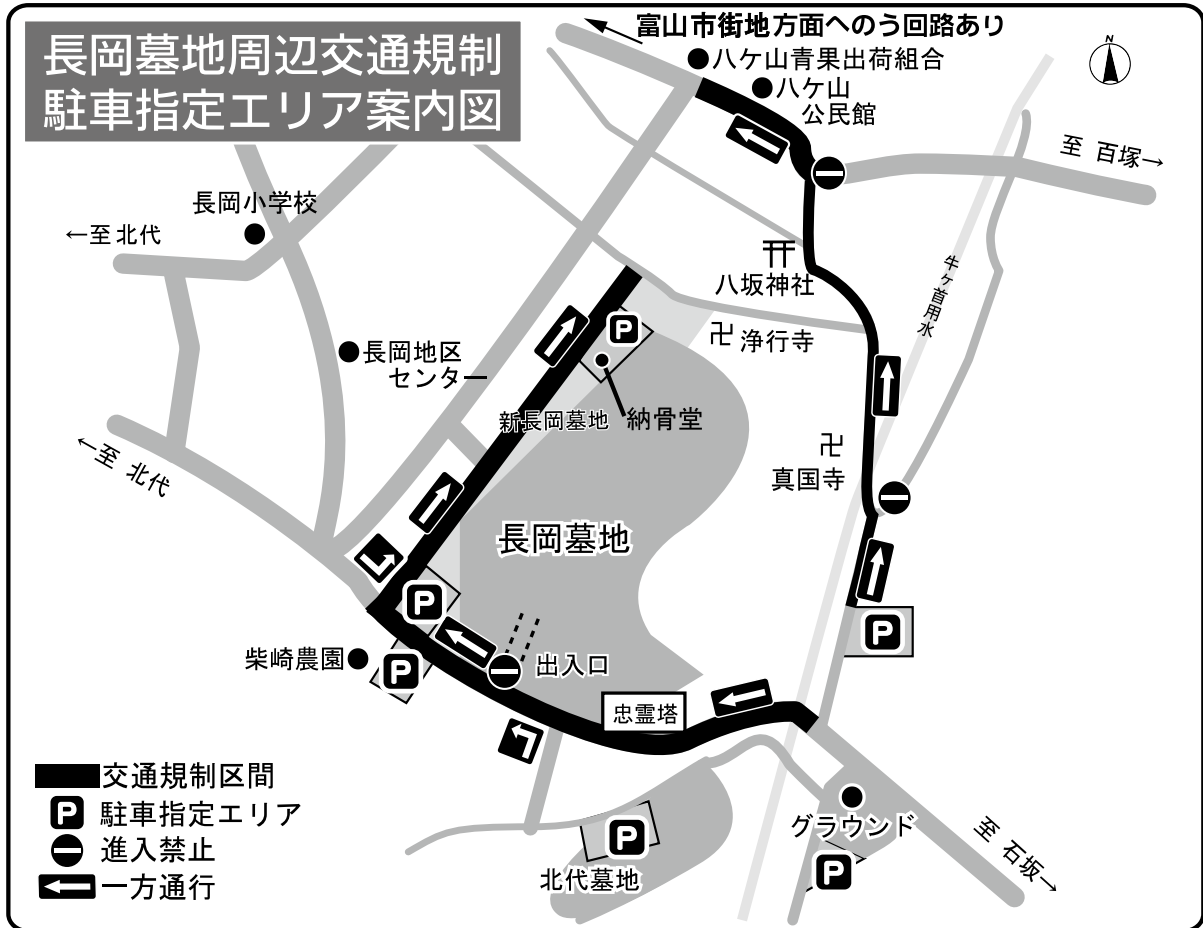 長岡墓地周辺交通規制
駐車指定エリア案内図
富山市街地方面へのう回路あり
N
八ケ山青果出荷組合
八ケ山
公民館
至 百塚→
長岡小学校
←至 北代
八坂神社
牛ヶ首用水
卍 浄行寺
P
長岡地区
センター
新長岡墓地
納骨堂
卍
真国寺
←至 北代
長岡墓地
P
P
柴崎農園
P
出入口
忠霊塔
交通規制区間
P 駐車指定エリア
進入禁止
一方通行
P
北代墓地
グラウンド
P
至 石坂→